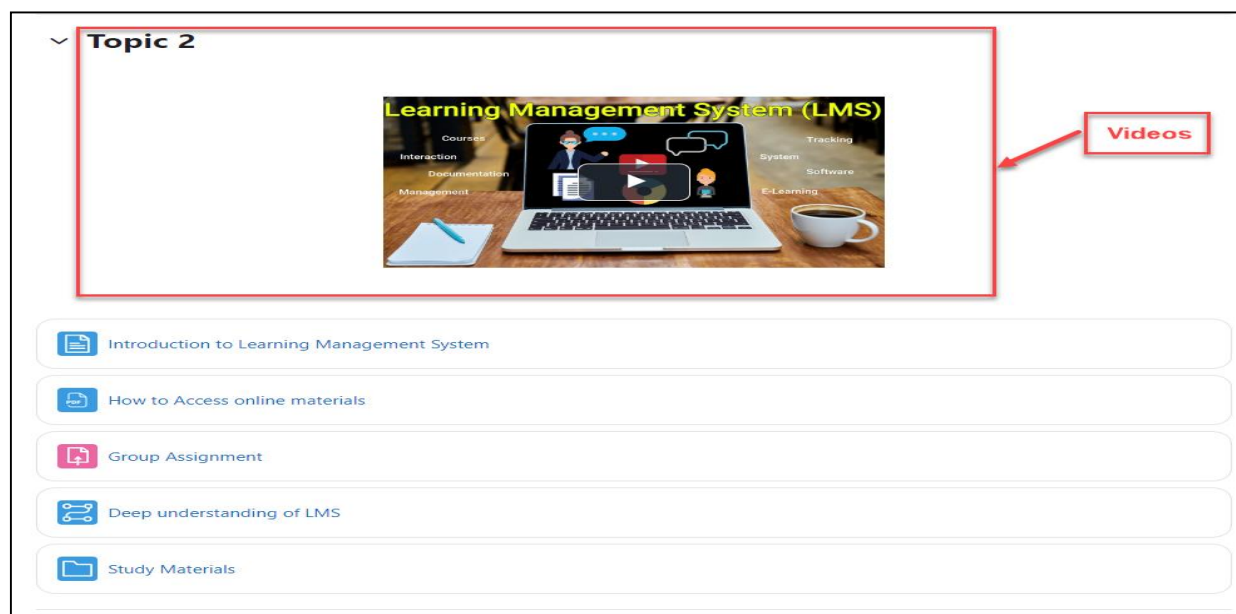 Topic 2
Learning Management System (LMS)
Courses
Tracking
Interaction
System
Documentation
Software
Management
E-Learning
Videos
Introduction to Learning Management System
PDF
How to Access online materials
Group Assignment
Deep understanding of LMS
Study Materials